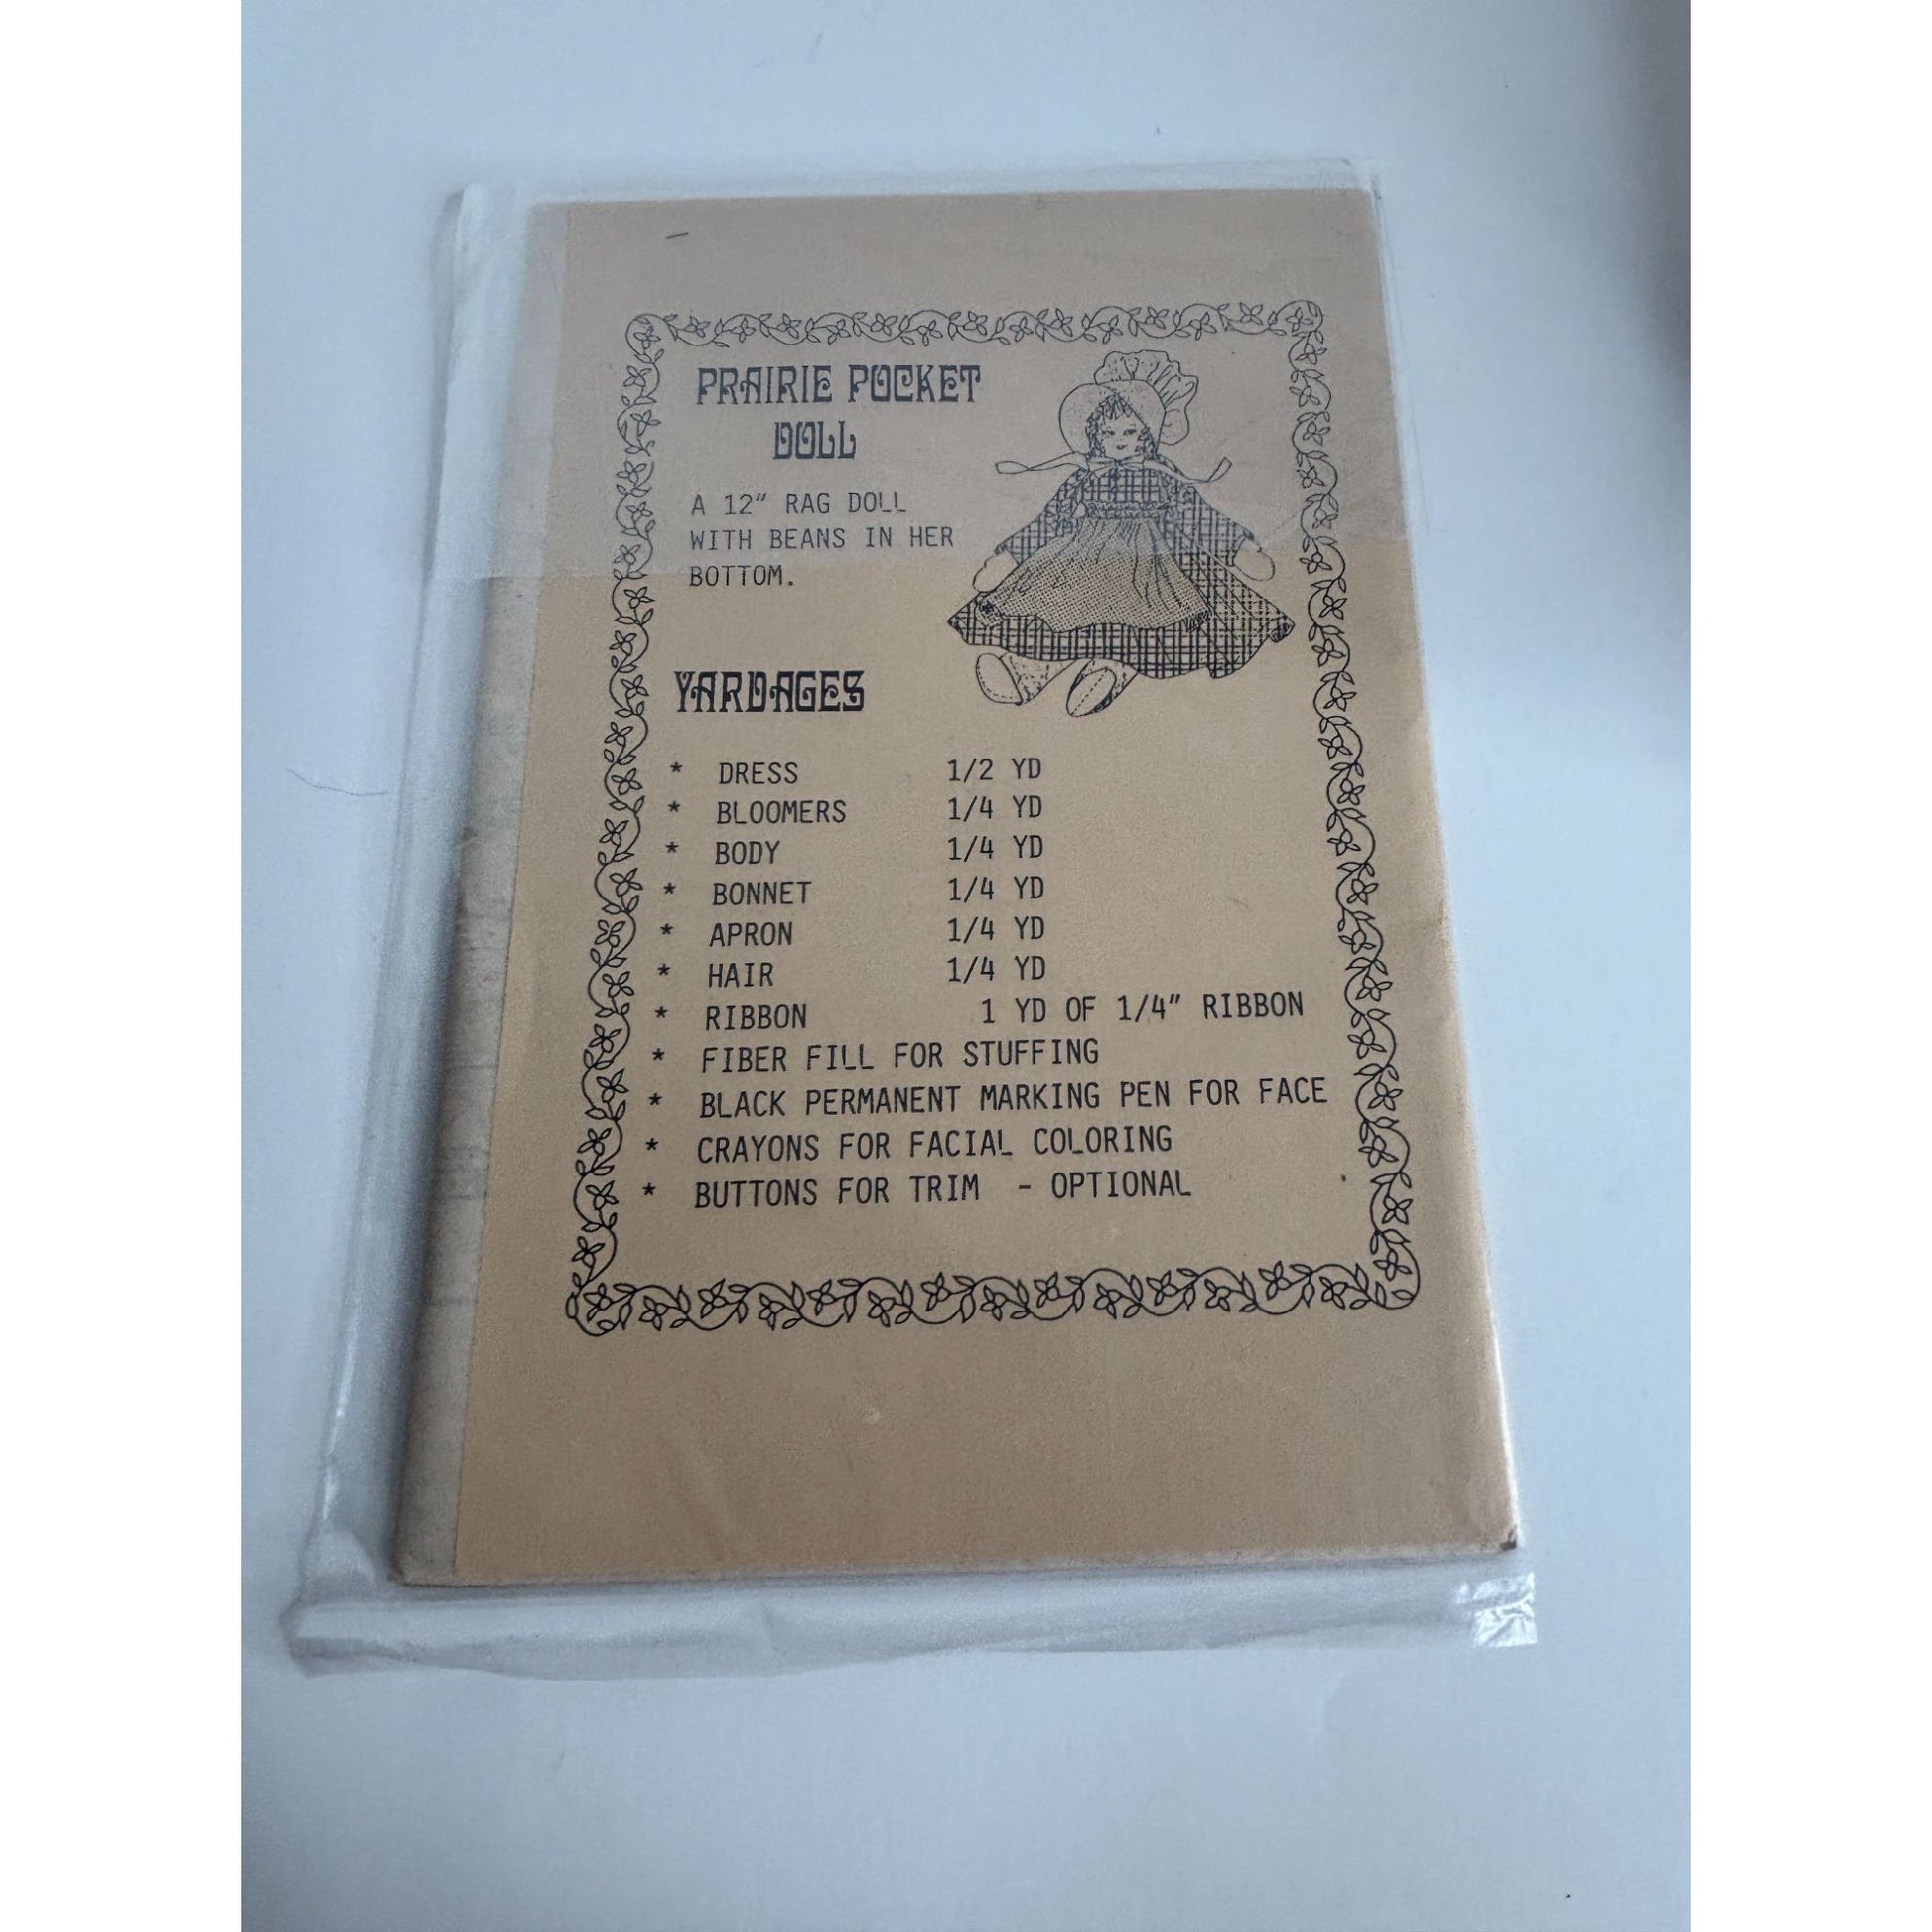 PRAIRIE POCKET
DOLL
A 12" RAG DOLL
WITH BEANS IN HER
BOTTOM.
YARDAGES
* DRESS 1/2 YD
* BLOOMERS 1/4 YD
* BODY 1/4 YD
* BONNET 1/4 YD
* APRON 1/4 YD
* HAIR 1/4 YD
* RIBBON 1 YD OF 1/4" RIBBON
* FIBER FILL FOR STUFFING
* BLACK PERMANENT MARKING PEN FOR FACE
* CRAYONS FOR FACIAL COLORING
* BUTTONS FOR TRIM - OPTIONAL